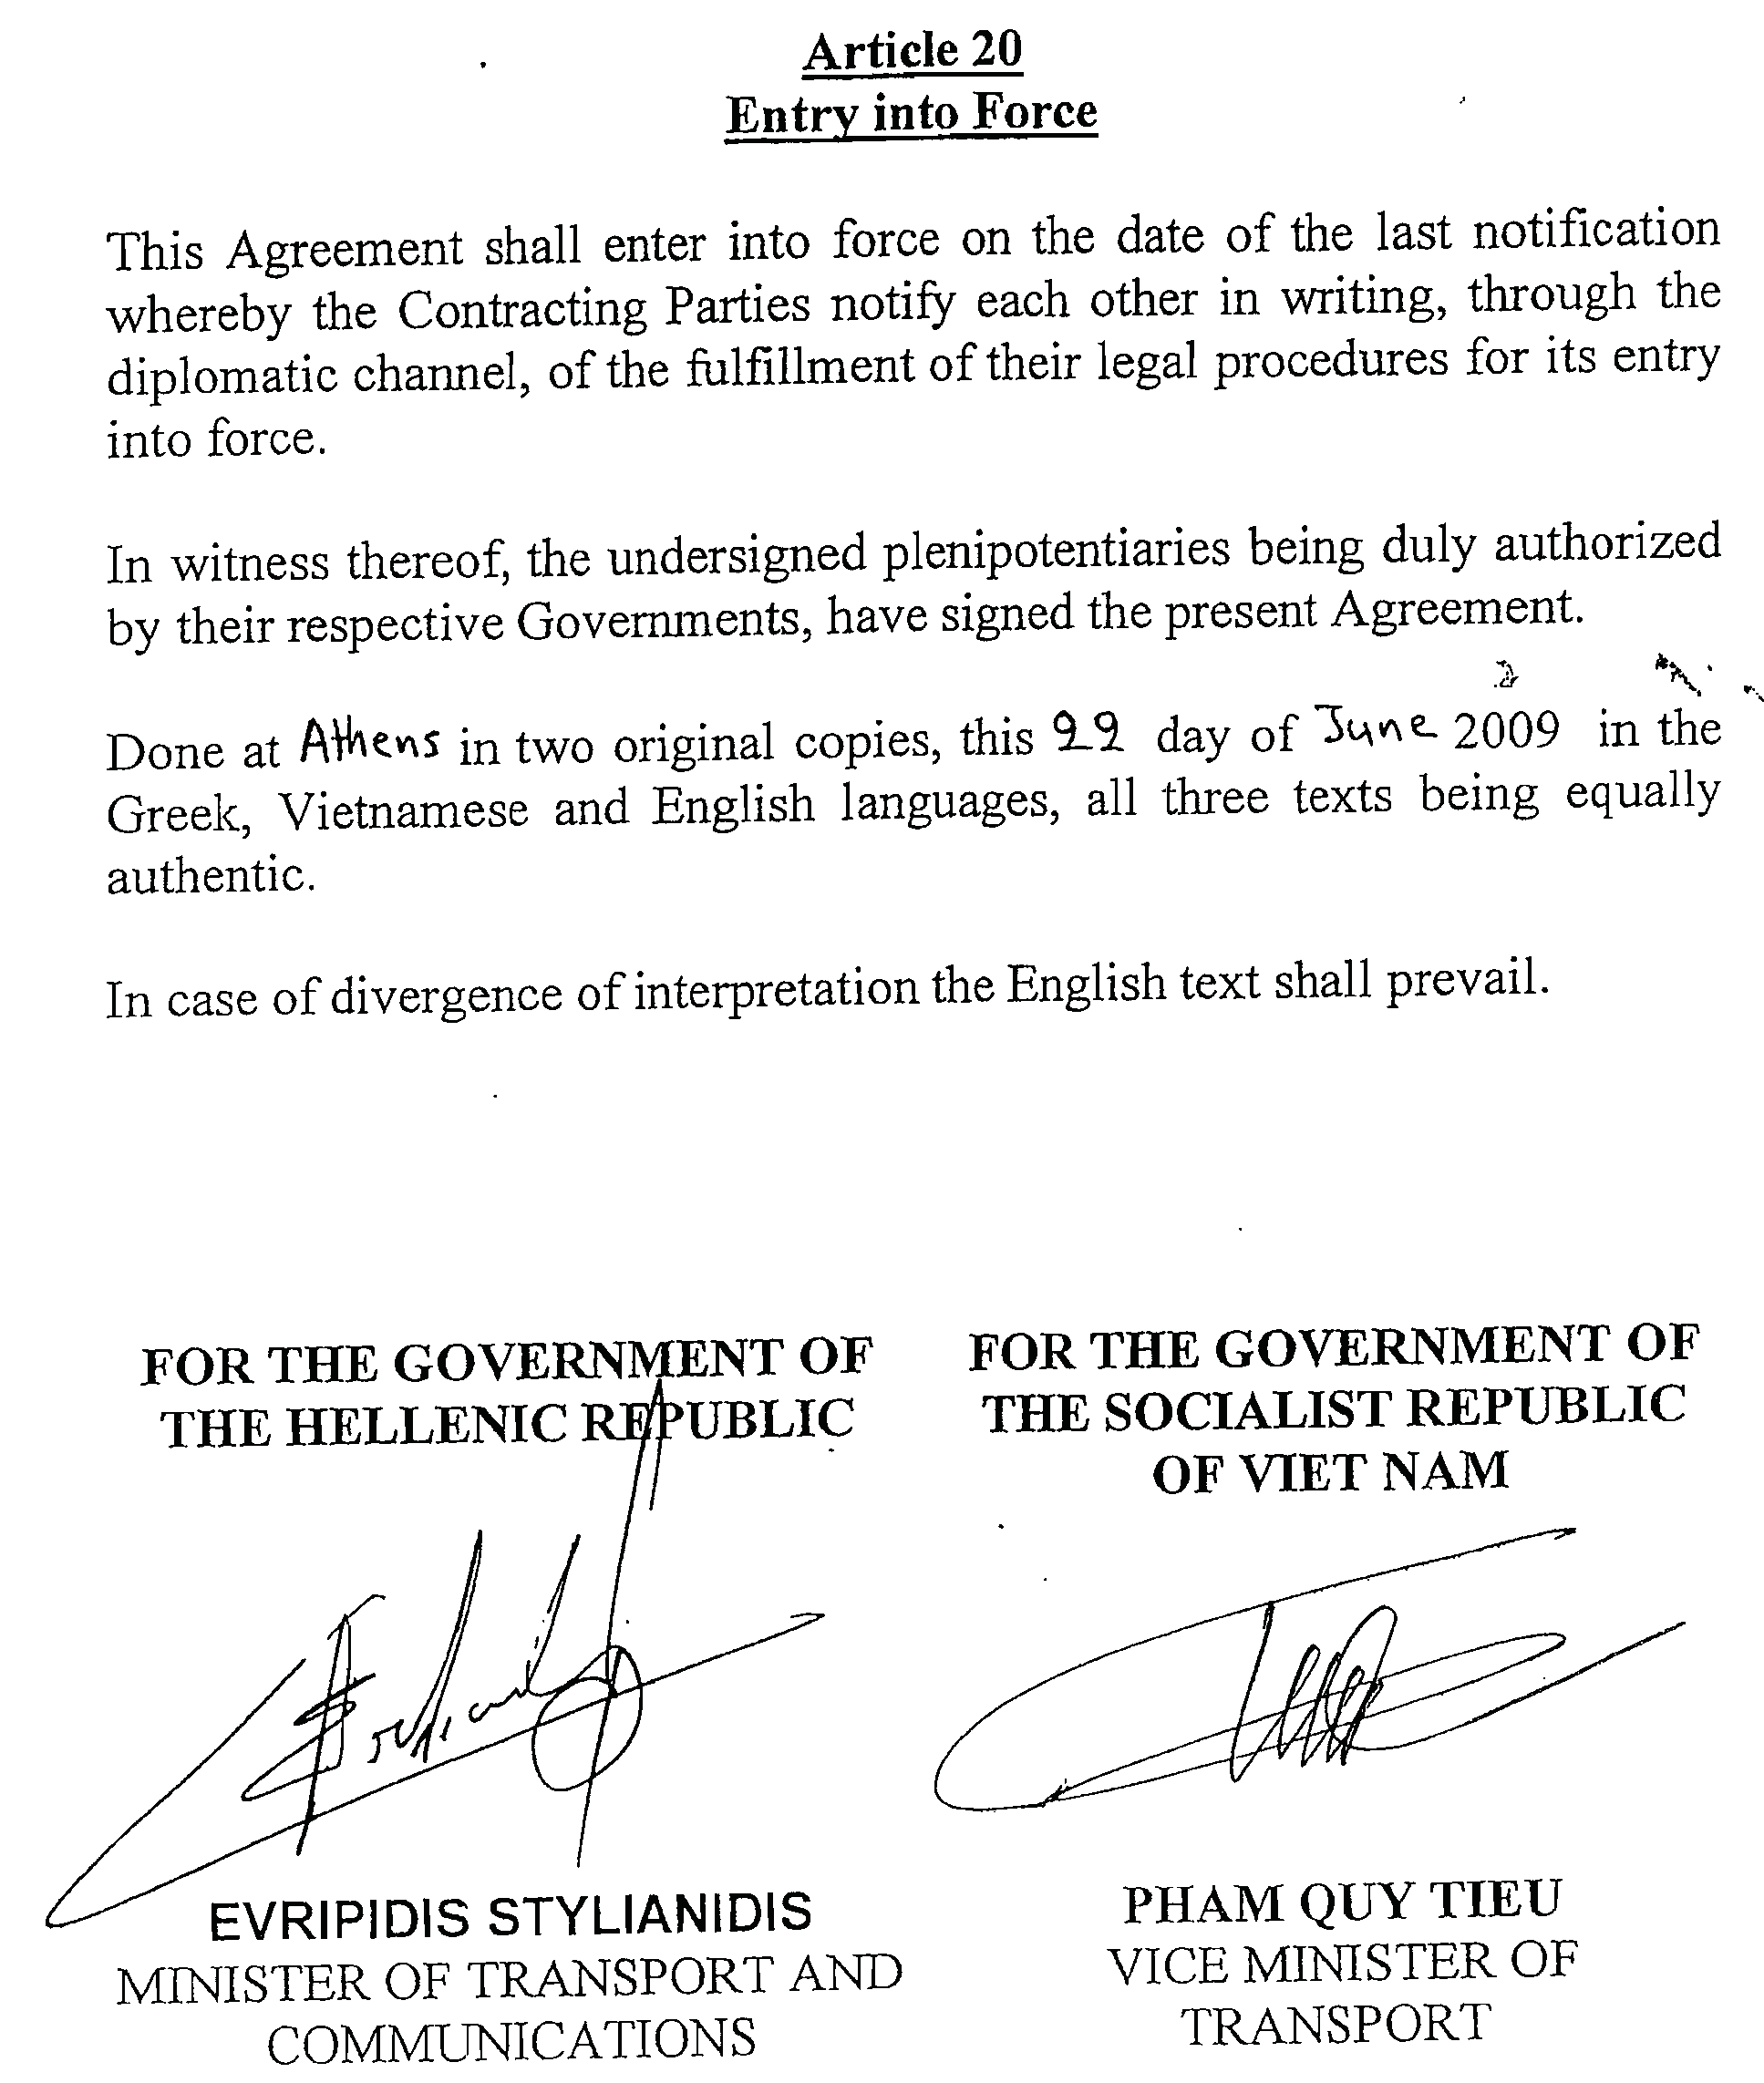 Article 20
Entry into Force
This Agreement shall enter into force on the date of the last notification
whereby the Contracting Parties notify each other in writing, through the
diplomatic channel, of the fulfillment of their legal procedures for its entry
into force.
In witness thereof, the undersigned plenipotentiaries being duly authorized
by their respective Governments, have signed the present Agreement.
Done at Athens in two original copies, this 22 day of June 2009 in the
Greek, Vietnamese and English languages, all three texts being equally
authentic.
In case of divergence of interpretation the English text shall prevail.
FOR THE GOVERNMENT OF
THE HELLENIC REPUBLIC
EVRIPIDIS STYLIANIDIS
MINISTER OF TRANSPORT AND
COMMUNICATIONS
FOR THE GOVERNMENT OF
THE SOCIALIST REPUBLIC
OF VIET NAM
PHAM QUY TIEU
VICE MINISTER OF
TRANSPORT